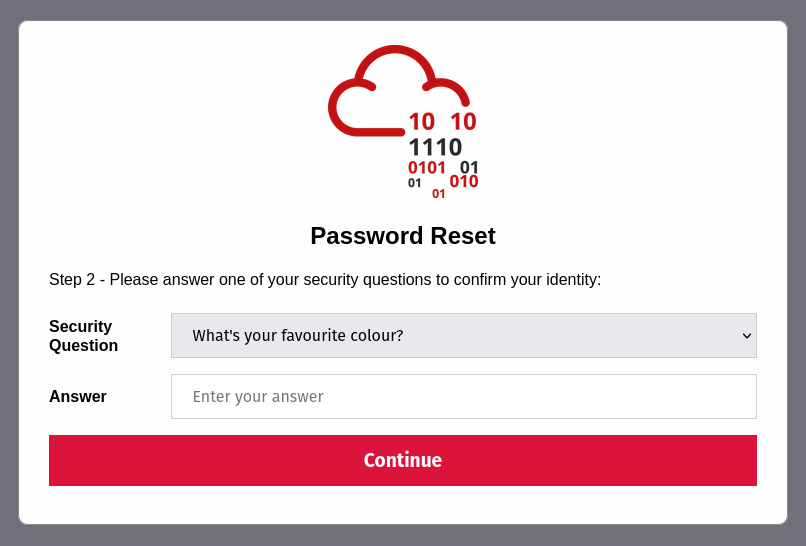 10 10
1110
0101 01
01 010
01
Password Reset
Step 2 - Please answer one of your security questions to confirm your identity:
Security
Question
What's your favourite colour?
Answer
Enter your answer
Continue